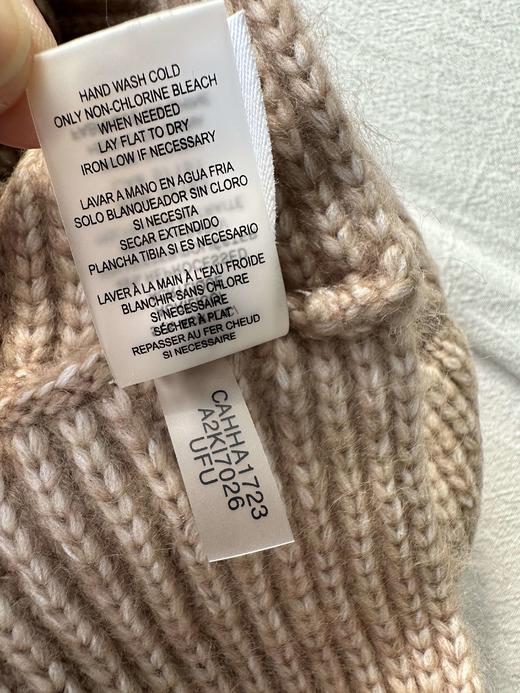 HAND WASH COLD
ONLY NON-CHLORINE BLEACH
WHEN NEEDED
LAY FLAT TO DRY
IRON LOW IF NECESSARY
LAVAR A MANO EN AGUA FRIA
SOLO BLANQUEADOR SIN CLORO
SI NECESITA
SECAR EXTENDIDO
PLANCHA TIBIA SI ES NECESARIO
LAVER À LA MAIN À L'EAU FROIDE
BLANCHIR SANS CHLORE
SI NECESSAIRE
SÉCHER À PLAT
REPASSER AU FER CHEUD
SI NECESSAIRE
CAHHA1723
A2KI7026
UFU